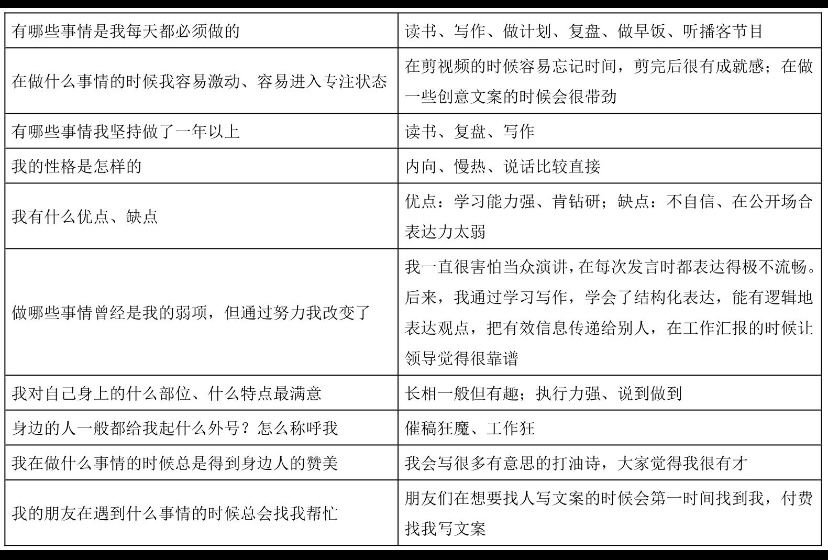 有哪些事情是我每天都必须做的
读书、写作、做计划、复盘、做早饭、听播客节目
在做什么事情的时候我容易激动、容易进入专注状态
在剪视频的时候容易忘记时间，剪完后很有成就感；在做
一些创意文案的时候会很带劲
有哪些事情我坚持做了一年以上
读书、复盘、写作
我的性格是怎样的
内向、慢热、说话比较直接
我有什么优点、缺点
优点：学习能力强、肯钻研；缺点：不自信、在公开场合
表达力太弱
做哪些事情曾经是我的弱项，但通过努力我改变了
我一直很害怕当众演讲，在每次发言时都表达得极不流畅。
后来，我通过学习写作，学会了结构化表达，能有逻辑地
表达观点，把有效信息传递给别人，在工作汇报的时候让
领导觉得很靠谱
我对自己身上的什么部位、什么特点最满意
长相一般但有趣；执行力强、说到做到
身边的人一般都给我起什么外号？怎么称呼我
催稿狂魔、工作狂
我在做什么事情的时候总是得到身边人的赞美
我会写很多有意思的打油诗，大家觉得我很有才
我的朋友在遇到什么事情的时候总会找我帮忙
朋友们在想要找人写文案的时候会第一时间找到我，付费
找我写文案